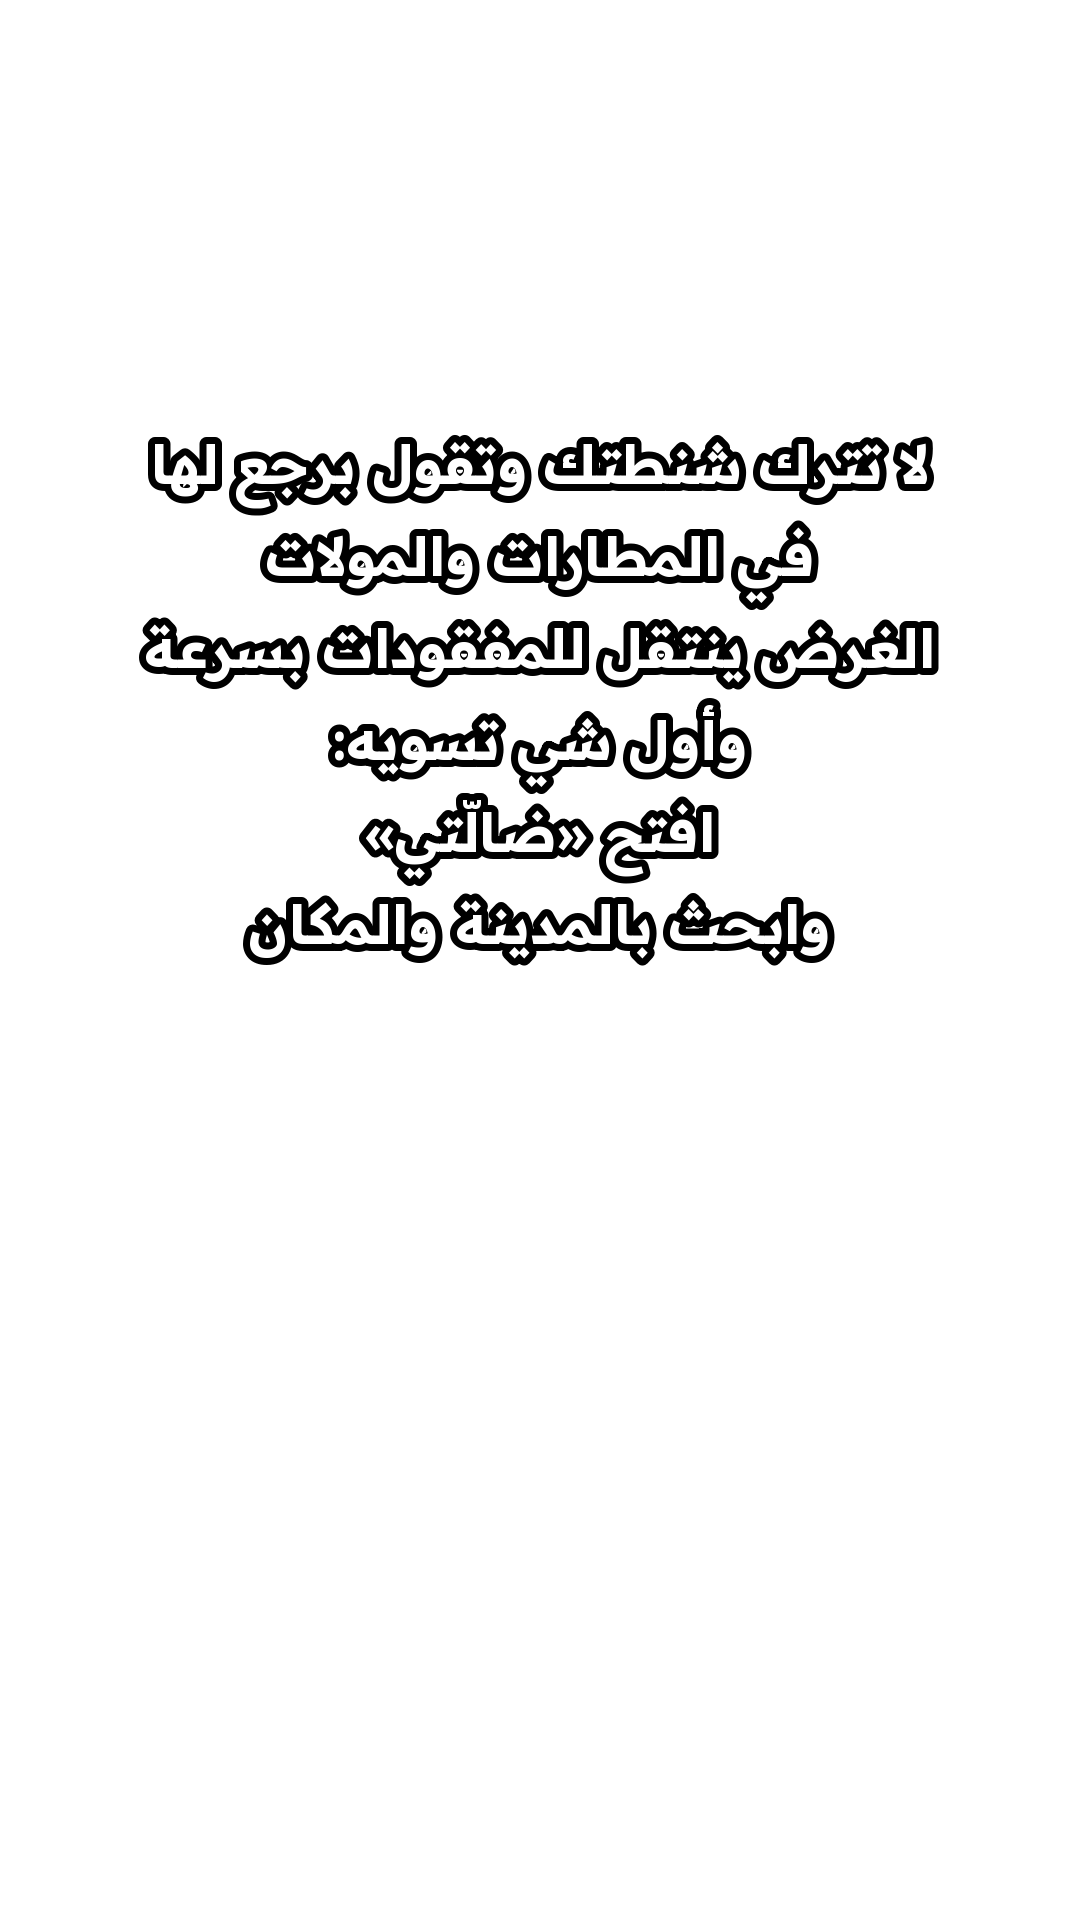 لا تترك شنطتك وتقول برجع لها
في المطارات والمولات
الغرض ينتقل للمفقودات بسرعة
وأول شي تسويه:
افتح «ضالّتي»
وابحث بالمدينة والمكان